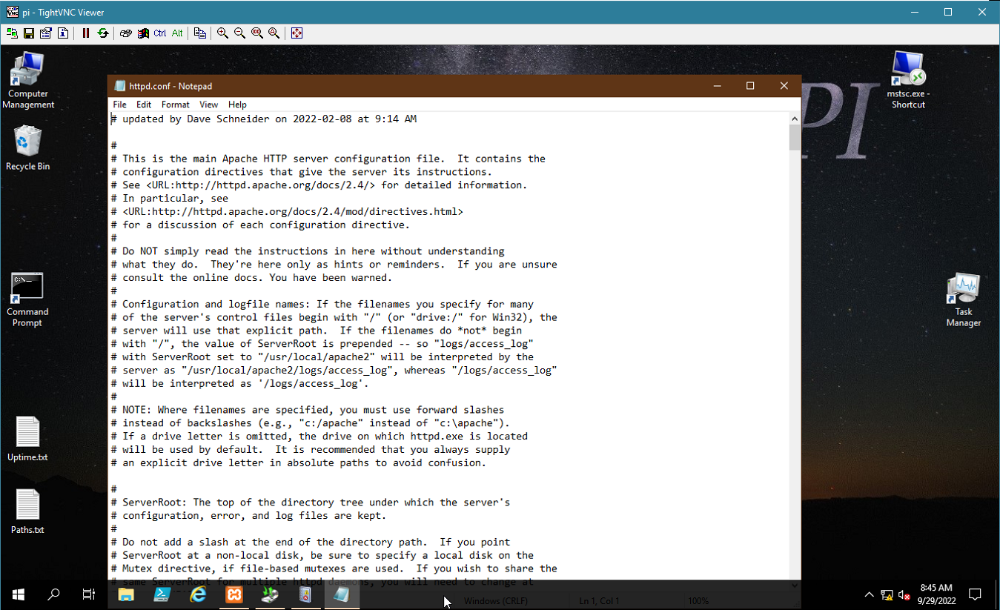 pi - TightVNC Viewer
Ctrl Alt
Computer
Management
Recycle Bin
Command
Prompt
Uptime.txt
Paths.txt
httpd.conf - Notepad
File Edit Format View Help
# updated by Dave Schneider on 2022-02-08 at 9:14 AM
#
# This is the main Apache HTTP server configuration file.  It contains the
# configuration directives that give the server its instructions.
# See <URL:http://httpd.apache.org/docs/2.4/> for detailed information.
# In particular, see
# <URL:http://httpd.apache.org/docs/2.4/mod/directives.html>
# for a discussion of each configuration directive.
#
# Do NOT simply read the instructions in here without understanding
# what they do.  They're here only as hints or reminders.  If you are unsure
# consult the online docs. You have been warned.
#
# Configuration and logfile names: If the filenames you specify for many
# of the server's control files begin with "/" (or "drive:/" for Win32), the
# server will use that explicit path.  If the filenames do *not* begin
# with "/", the value of ServerRoot is prepended -- so "logs/access_log"
# with ServerRoot set to "/usr/local/apache2" will be interpreted by the
# server as "/usr/local/apache2/logs/access_log", whereas "/logs/access_log"
# will be interpreted as '/logs/access_log'.
#
# NOTE: Where filenames are specified, you must use forward slashes
# instead of backslashes (e.g., "c:/apache" instead of "c:\apache").
# If a drive letter is omitted, the drive on which httpd.exe is located
# will be used by default.  It is recommended that you always supply
# an explicit drive letter in absolute paths to avoid confusion.
#
# ServerRoot: The top of the directory tree under which the server's
# configuration, error, and log files are kept.
#
# Do not add a slash at the end of the directory path.  If you point
# ServerRoot at a non-local disk, be sure to specify a local disk on the
# Mutex directive, if file-based mutexes are used.  If you wish to share the
# same ServerRoot for multiple httpd daemons, you will need to change at
Windows (CRLF) Ln 1, Col 1 100%
PI
mstsc.exe -
Shortcut
Task
Manager
8:45 AM
9/29/2022